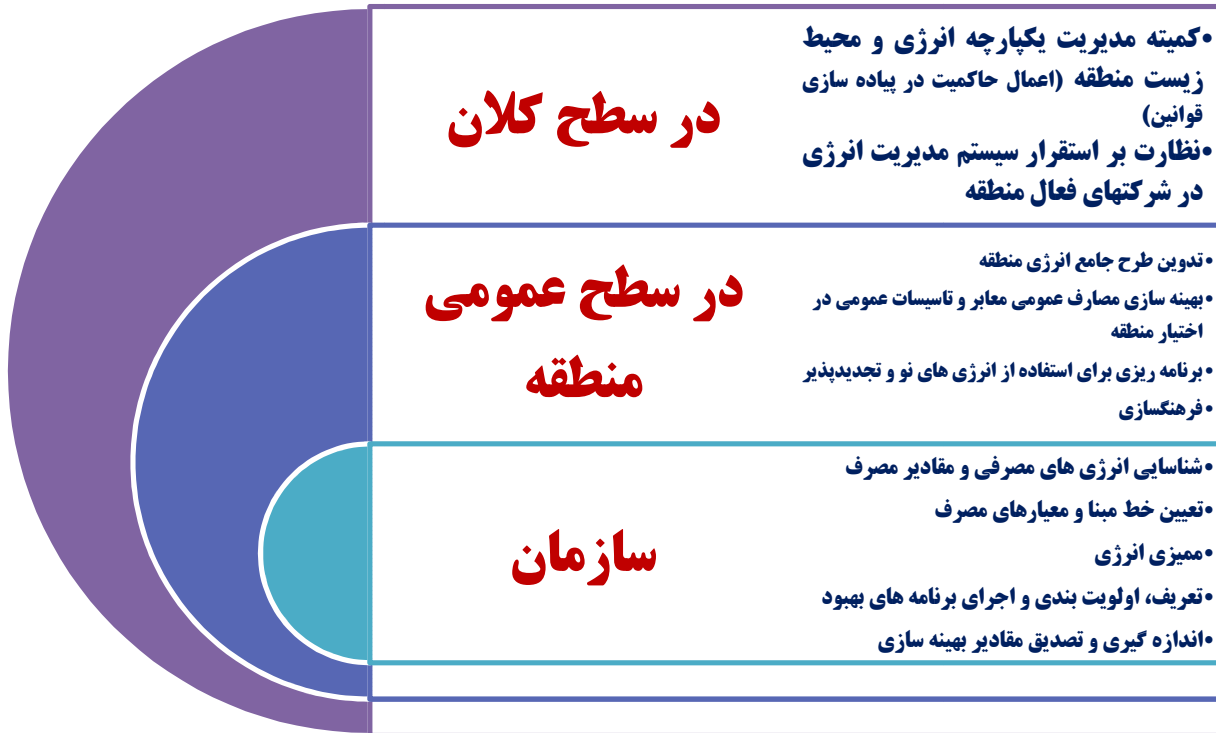 در سطح کلان
•کمیته مدیریت یکپارچه انرژی و محیط
زیست منطقه (اعمال حاکمیت در پیاده سازی
قوانین)
•نظارت بر استقرار سیستم مدیریت انرژی
در شرکتهای فعال منطقه
در سطح عمومی
منطقه
•تدوین طرح جامع انرژی منطقه
•بهینه سازی مصارف عمومی معابر و تاسیسات عمومی در
اختیار منطقه
•برنامه ریزی برای استفاده از انرژی های نو و تجدیدپذیر
•فرهنگسازی
سازمان
•شناسایی انرژی های مصرفی و مقادیر مصرف
•تعیین خط مبنا و معیارهای مصرف
•ممیزی انرژی
•تعریف، اولویت بندی و اجرای برنامه های بهبود
•اندازه گیری و تصدیق مقادیر بهینه سازی